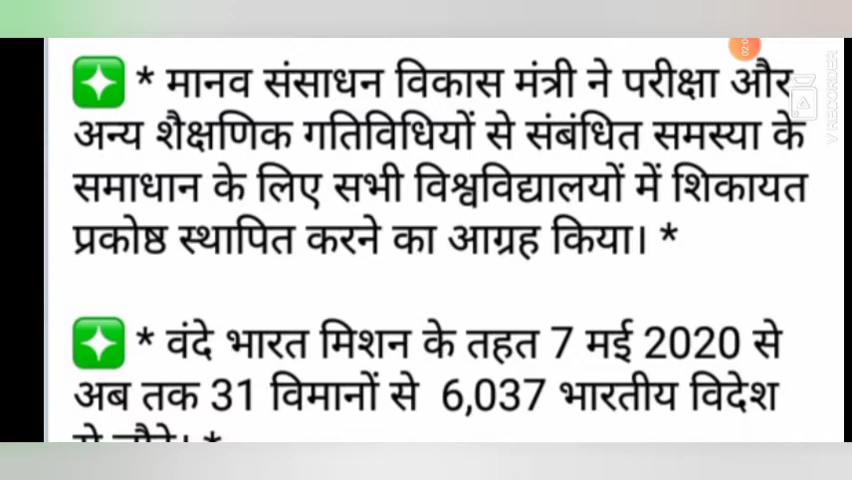 * मानव संसाधन विकास मंत्री ने परीक्षा और
अन्य शैक्षणिक गतिविधियों से संबंधित समस्या के
समाधान के लिए सभी विश्वविद्यालयों में शिकायत
प्रकोष्ठ स्थापित करने का आग्रह किया। *
* वंदे भारत मिशन के तहत 7 मई 2020 से
अब तक 31 विमानों से 6,037 भारतीय विदेश
V RECORDER